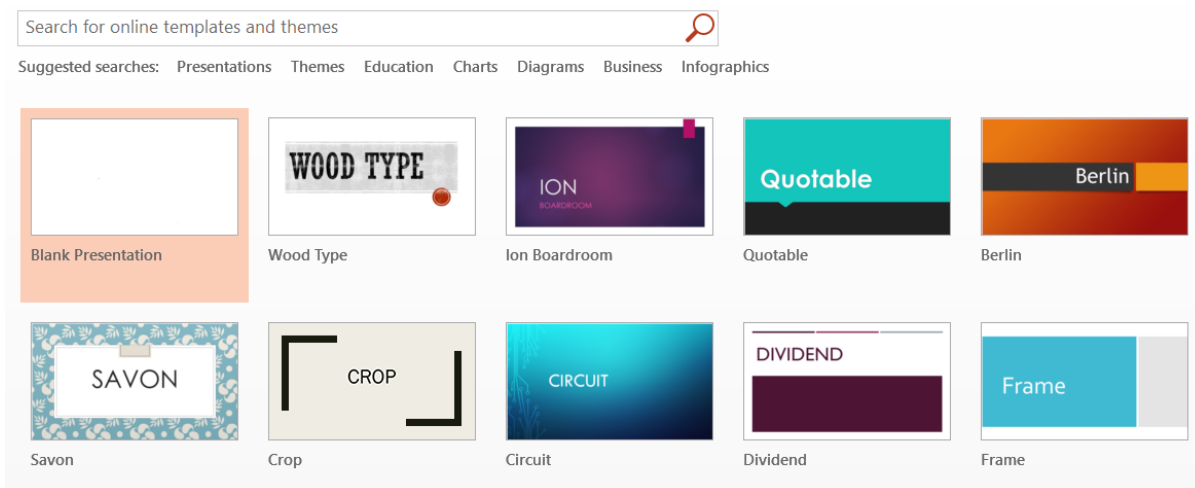 Search for online templates and themes
Suggested searches: Presentations Themes Education Charts Diagrams Business Infographics
WOOD TYPE
ION
BOARDROOM
Quotable
Berlin
Blank Presentation Wood Type Ion Boardroom Quotable Berlin
SAVON
CROP
CIRCUIT
DIVIDEND
Frame
Savon Crop Circuit Dividend Frame